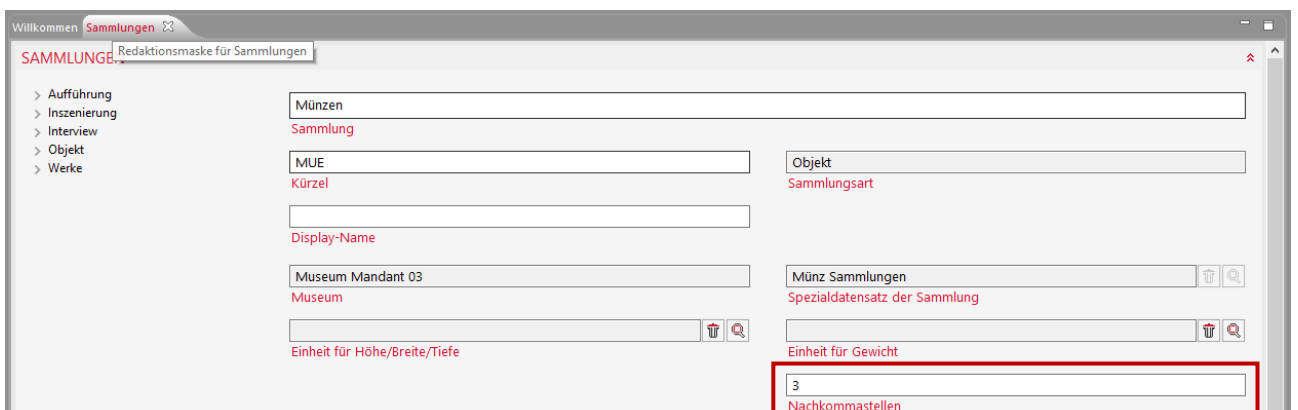 Willkommen Sammlungen
Redaktionsmaske für Sammlungen
SAMMLUNGEN
Aufführung
Inszenierung
Interview
Objekt
Werke
Münzen
Sammlung
MUE
Kürzel
Objekt
Sammlungsart
Display-Name
Museum Mandant 03
Museum
Münz Sammlungen
Spezialdatensatz der Sammlung
Einheit für Höhe/Breite/Tiefe
Einheit für Gewicht
3
Nachkommastellen